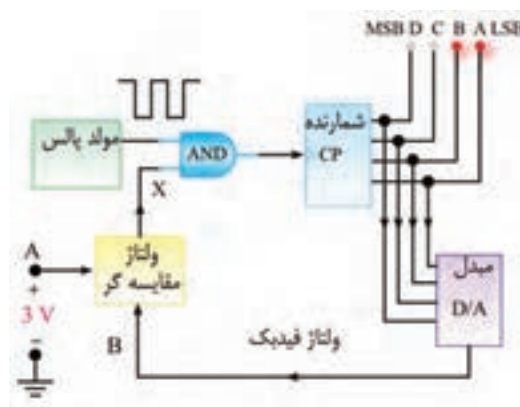 MSB D C B A LSB
شمارنده
CP
مولد پالس
AND
X
ولتاژ
مقایسه گر
A
+
3 V
−
B
ولتاژ فیدبک
مبدل
D/A